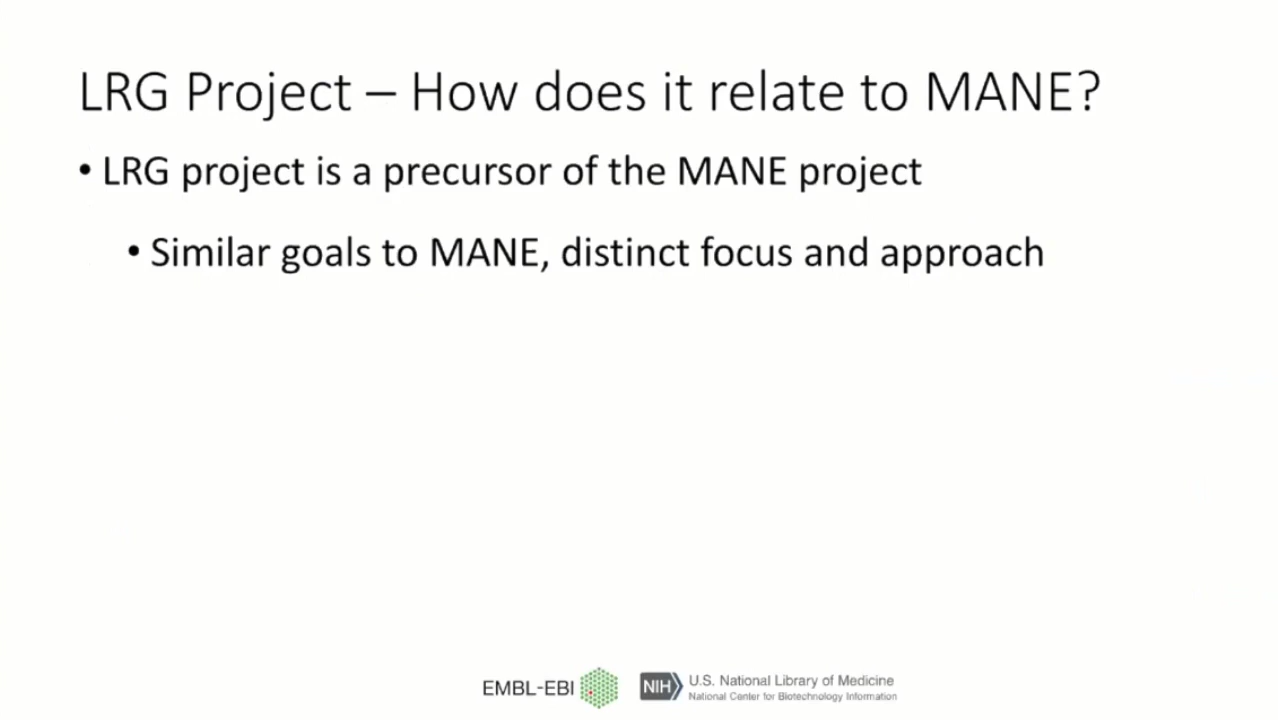 LRG Project – How does it relate to MANE?
• LRG project is a precursor of the MANE project
• Similar goals to MANE, distinct focus and approach
EMBL-EBI
NIH
U.S. National Library of Medicine
National Center for Biotechnology Information